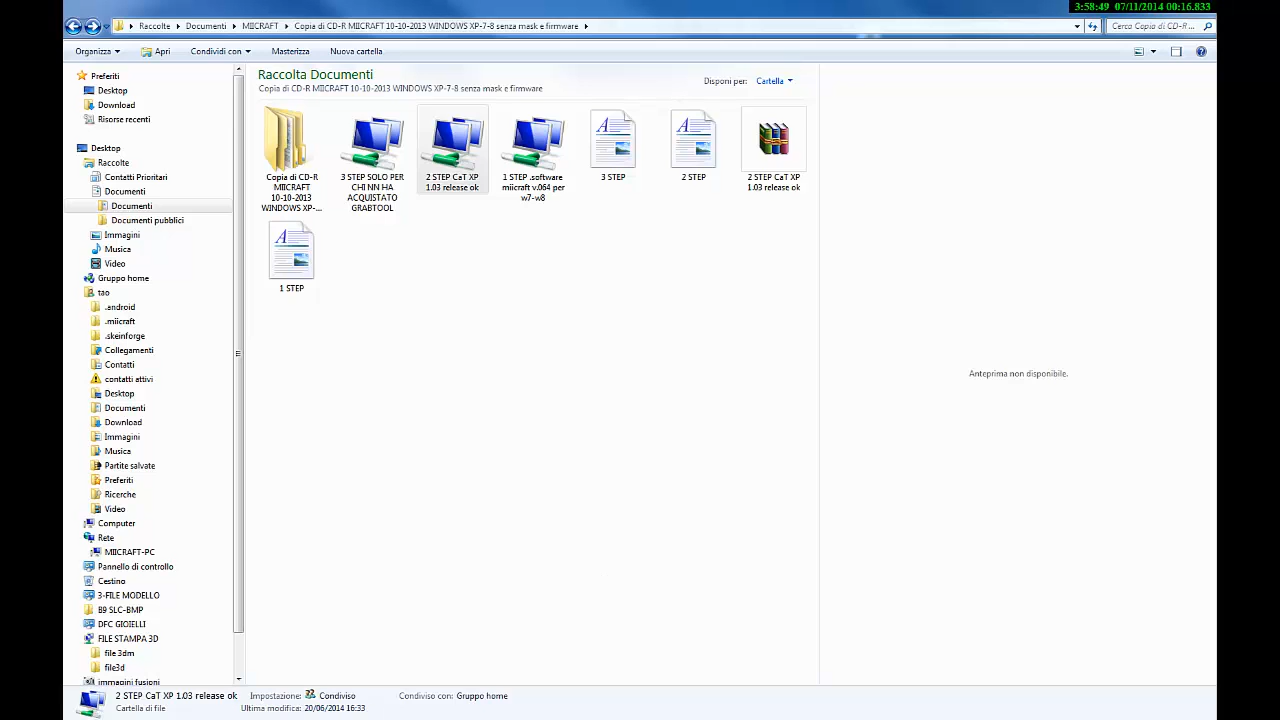 3:58:49 07/11/2014 00:16.833
Raccolte
Documenti
MIICRAFT
Copia di CD-R MIICRAFT 10-10-2013 WINDOWS XP-7-8 senza mask e firmware
Cerca Copia di CD-R ...
Organizza
Apri
Condividi con
Masterizza
Nuova cartella
Preferiti
Desktop
Download
Risorse recenti
Desktop
Raccolte
Contatti Prioritari
Documenti
Documenti
Documenti pubblici
Immagini
Musica
Video
Gruppo home
tao
.android
.miicraft
.skeinforge
Collegamenti
Contatti
contatti attivi
Desktop
Documenti
Download
Immagini
Musica
Partite salvate
Preferiti
Ricerche
Video
Computer
Rete
MIICRAFT-PC
Pannello di controllo
Cestino
3-FILE MODELLO
B9 SLC-BMP
DFC GIOIELLI
FILE STAMPA 3D
file 3dm
file3d
immagini fusioni
Raccolta Documenti
Copia di CD-R MIICRAFT 10-10-2013 WINDOWS XP-7-8 senza mask e firmware
Disponi per:
Cartella
Copia di CD-R
MIICRAFT
10-10-2013
WINDOWS XP-...
3 STEP SOLO PER
CHI NN HA
ACQUISTATO
GRABTOOL
2 STEP CaT XP
1.03 release ok
1 STEP .software
miicraft v.064 per
w7-w8
3 STEP
2 STEP
2 STEP CaT XP
1.03 release ok
1 STEP
Anteprima non disponibile.
2 STEP CaT XP 1.03 release ok
Impostazione:
Condiviso
Condiviso con: Gruppo home
Cartella di file
Ultima modifica: 20/06/2014 16:33